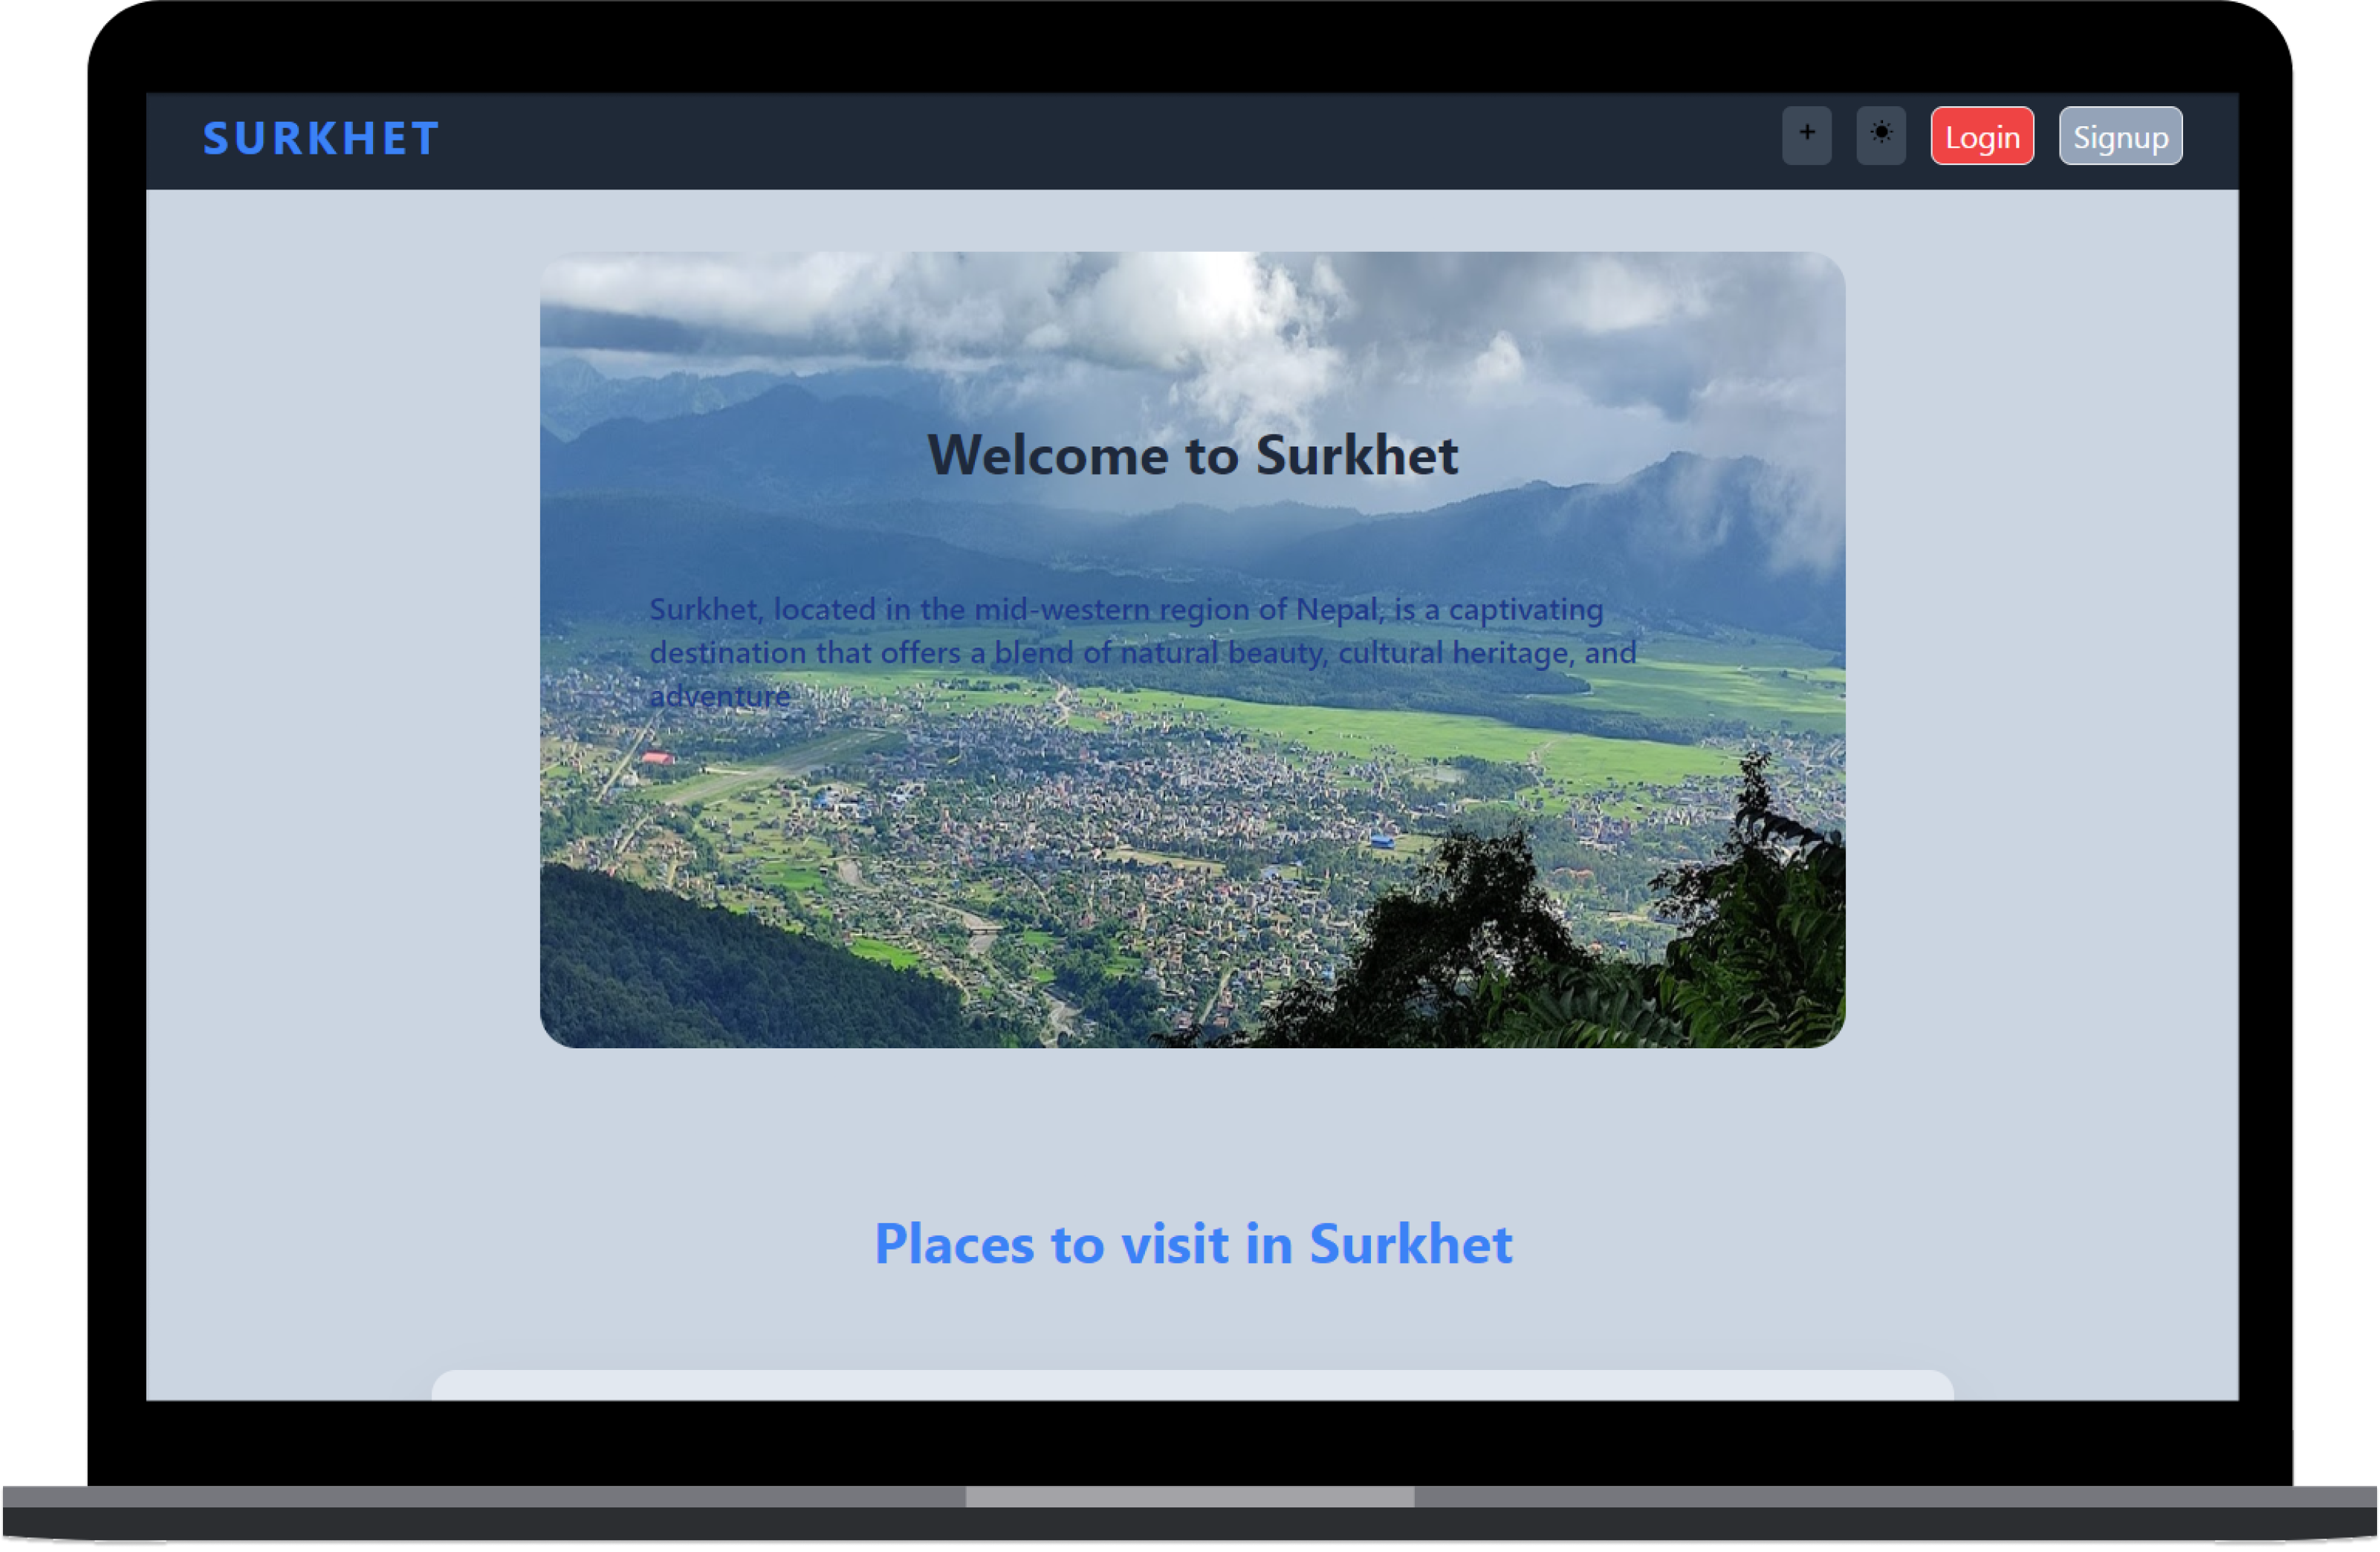 SURKHET
+
Login
Signup
Welcome to Surkhet
Surkhet, located in the mid-western region of Nepal, is a captivating
destination that offers a blend of natural beauty, cultural heritage, and
adventure
Places to visit in Surkhet